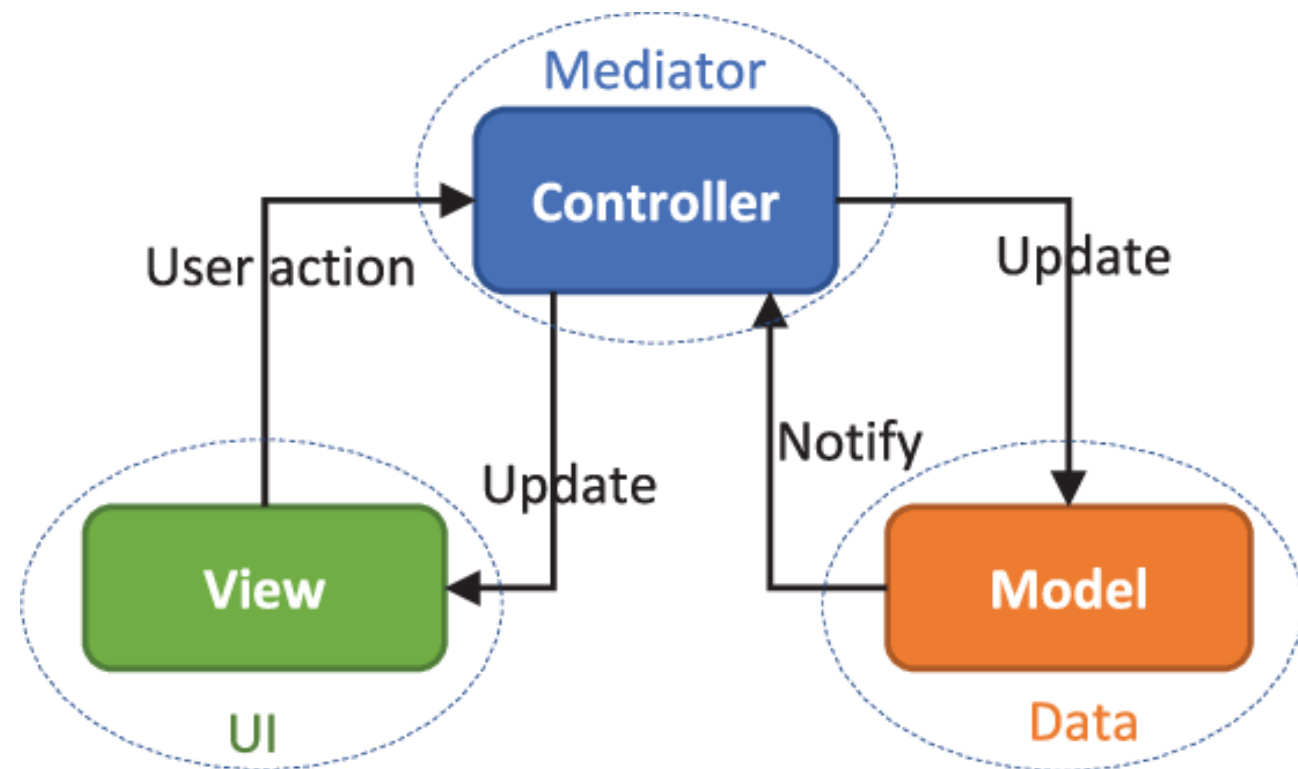 Mediator
Controller
User action
Update
Notify
Update
View
Model
UI
Data